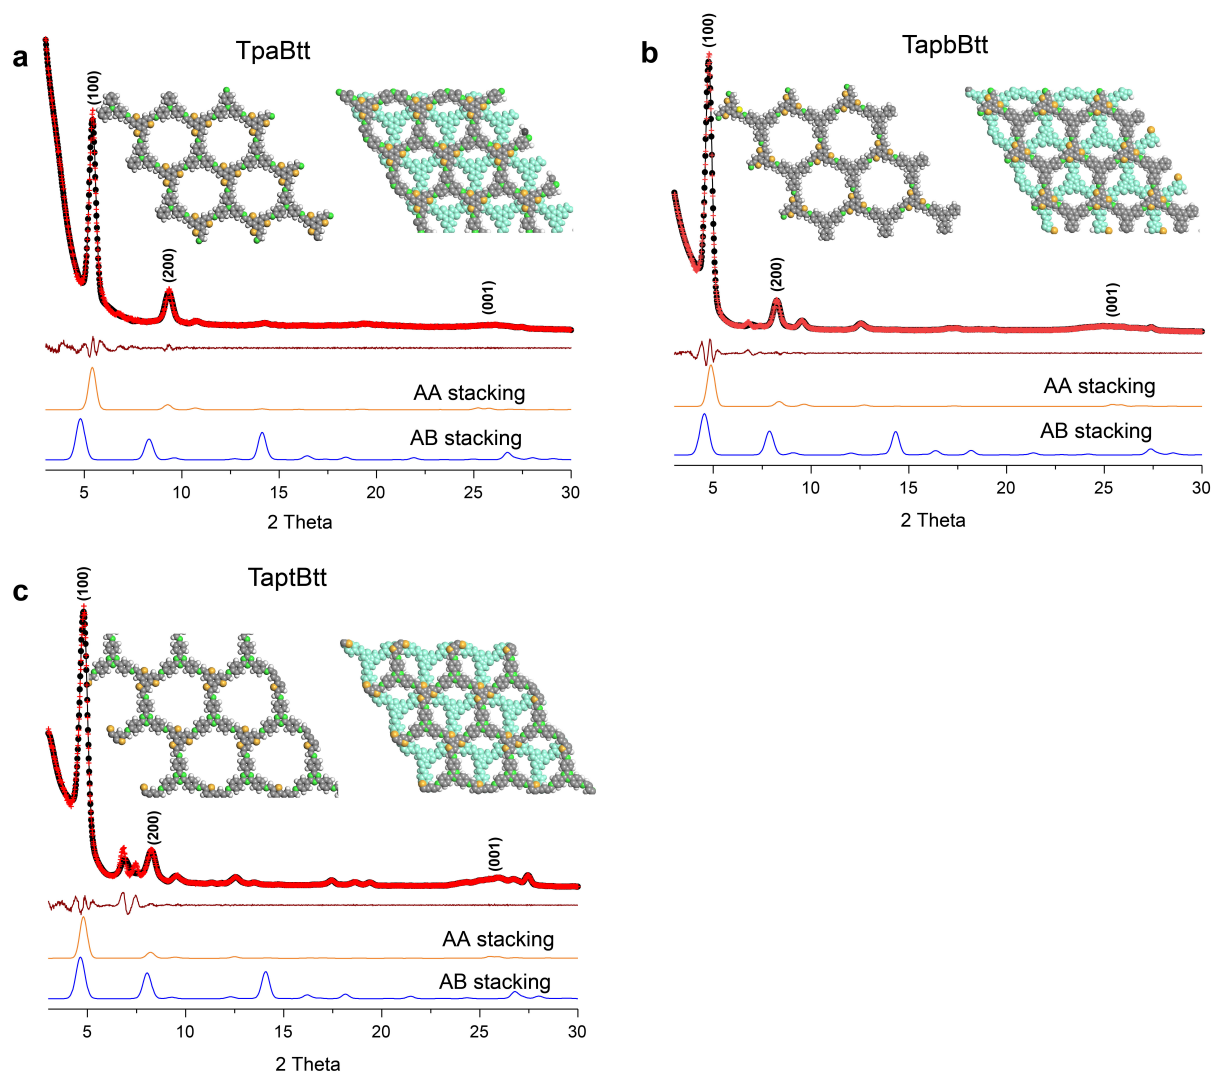 a
TpaBtt
(100)
(200)
(001)
AA stacking
AB stacking
5
10
15
20
25
30
2 Theta
b
TapbBtt
(100)
(200)
(001)
AA stacking
AB stacking
5
10
15
20
25
30
2 Theta
c
TaptBtt
(100)
(200)
(001)
AA stacking
AB stacking
5
10
15
20
25
30
2 Theta